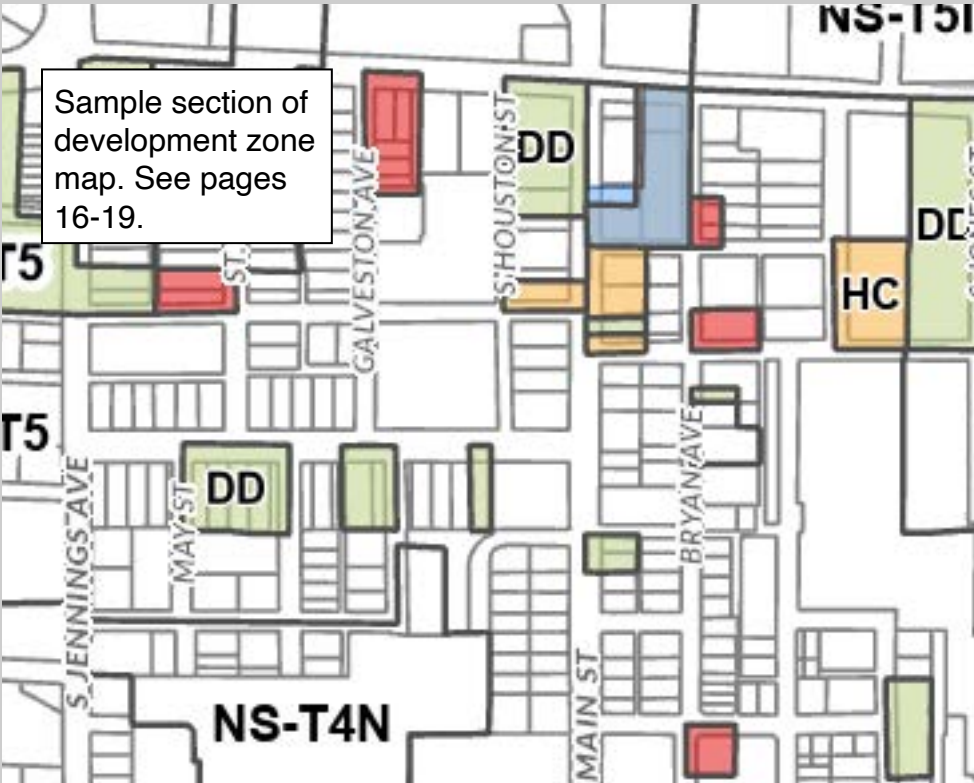 NS-T5I
Sample section of
development zone
map. See pages
16-19.
DD
DD
T5
ST
S HOUSTON ST
GALVESTON AVE
HC
T5
DD
S JENNINGS AVE
MAY ST
BRYAN AVE
MAIN ST
NS-T4N